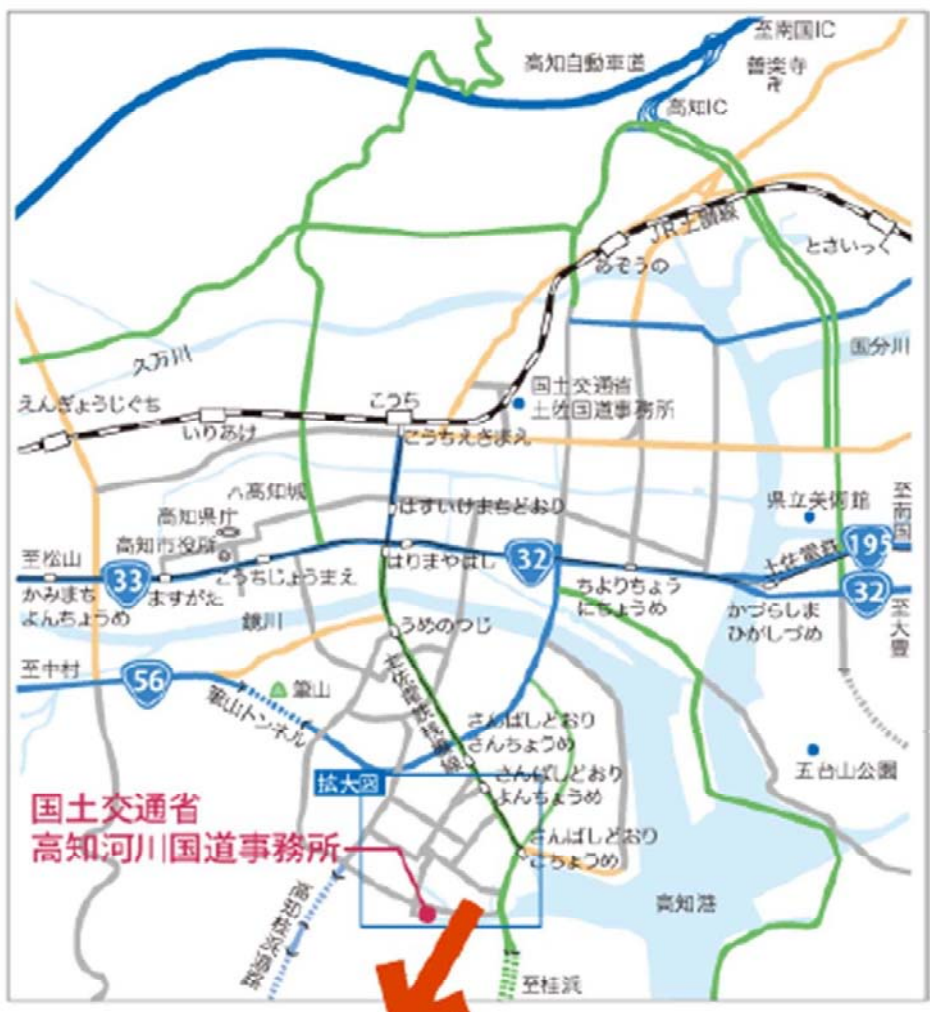 至南国IC
高知自動車道
善楽寺
高知IC
JR土讃線
とさいっく
あぞうの
国分川
久万川
国土交通省
土佐国道事務所
えんぎょうじぐち
こうち
いりあけ
こうちえきまえ
高知城
はすいけまちどおり
県立美術館
至南国
高知県庁
高知市役所
至松山
33
32
195
はりまやばし
土佐電鉄
こうちじょうまえ
かみまち
よんちょうめ
ますがた
ちよりちょう
にちょうめ
かづらしま
ひがしづめ
32
至大豊
鏡川
うめのつじ
至中村
56
筆山
筆山トンネル
さんばしどおり
さんちょうめ
五台山公園
拡大図
さんばしどおり
よんちょうめ
国土交通省
高知河川国道事務所
さんばしどおり
ごちょうめ
高知港
高知桂浜道路
至桂浜